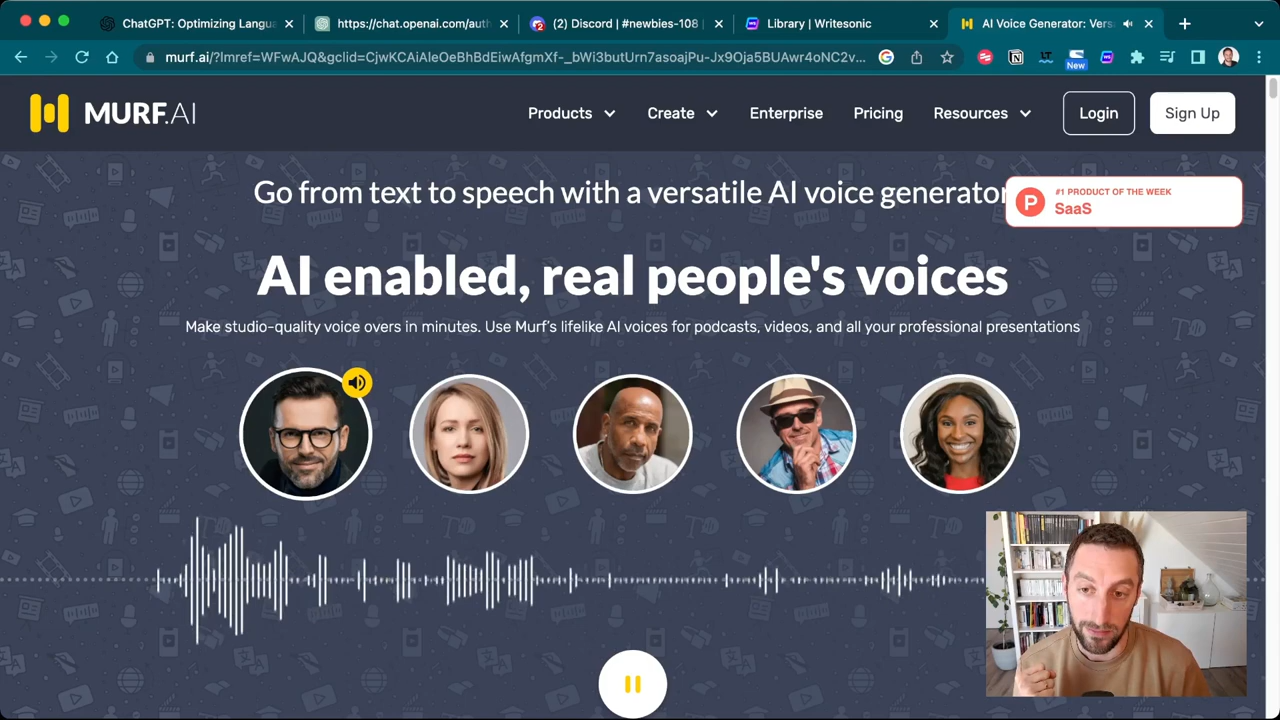 ChatGPT: Optimizing Langu
https://chat.openai.com/auth
(2) Discord | #newbies-108 |
Library | Writesonic
AI Voice Generator: Vers
murf.ai/?lmref=WFwAJQ&gclid=CjwKCAiAleOeBhBdEiwAfgmXf-_bWi3butUrn7asoajPu-Jx9Oja5BUAwr4oNC2v...
New
MURF.AI
Products
Create
Enterprise
Pricing
Resources
Login
Sign Up
Go from text to speech with a versatile AI voice generator
P
#1 PRODUCT OF THE WEEK
SaaS
AI enabled, real people's voices
Make studio-quality voice overs in minutes. Use Murf's lifelike AI voices for podcasts, videos, and all your professional presentations